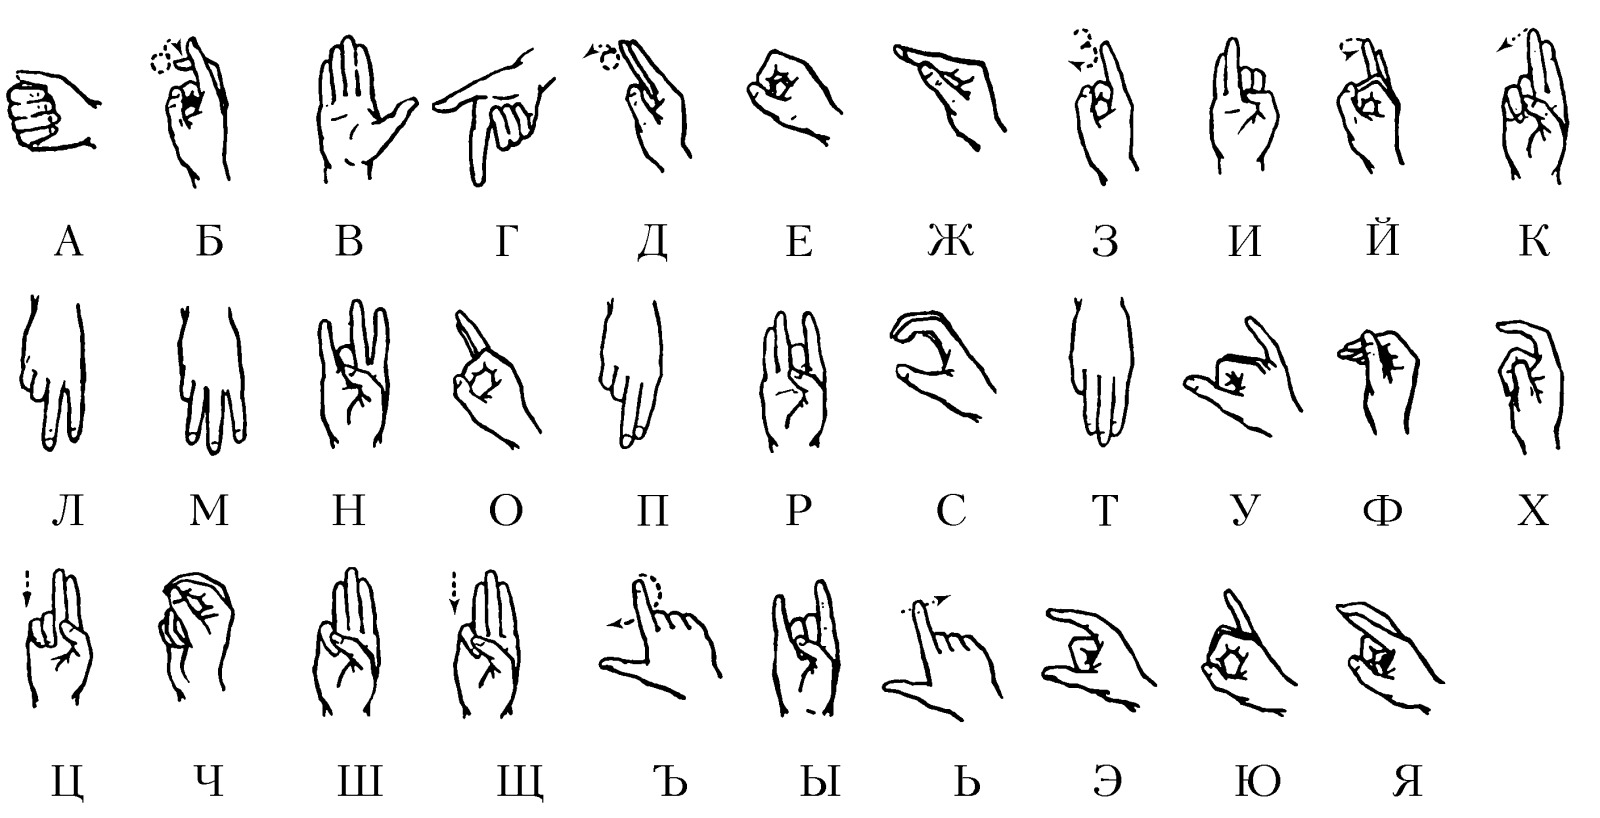 А Б В Г Д Е Ж З И Й К
Л М Н О П Р С Т У Ф Х
Ц Ч Ш Щ Ъ Ы Ь Э Ю Я